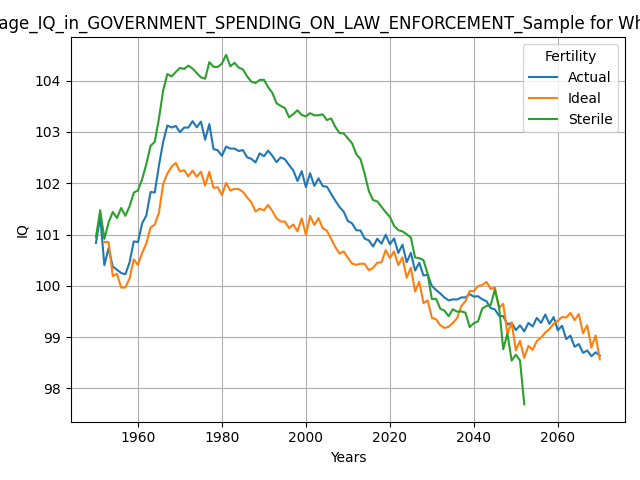 age_IQ_in_GOVERNMENT_SPENDING_ON_LAW_ENFORCEMENT_Sample for Wh
Fertility
Actual
Ideal
Sterile
IQ
104
103
102
101
100
99
98
1960 1980 2000 2020 2040 2060
Years